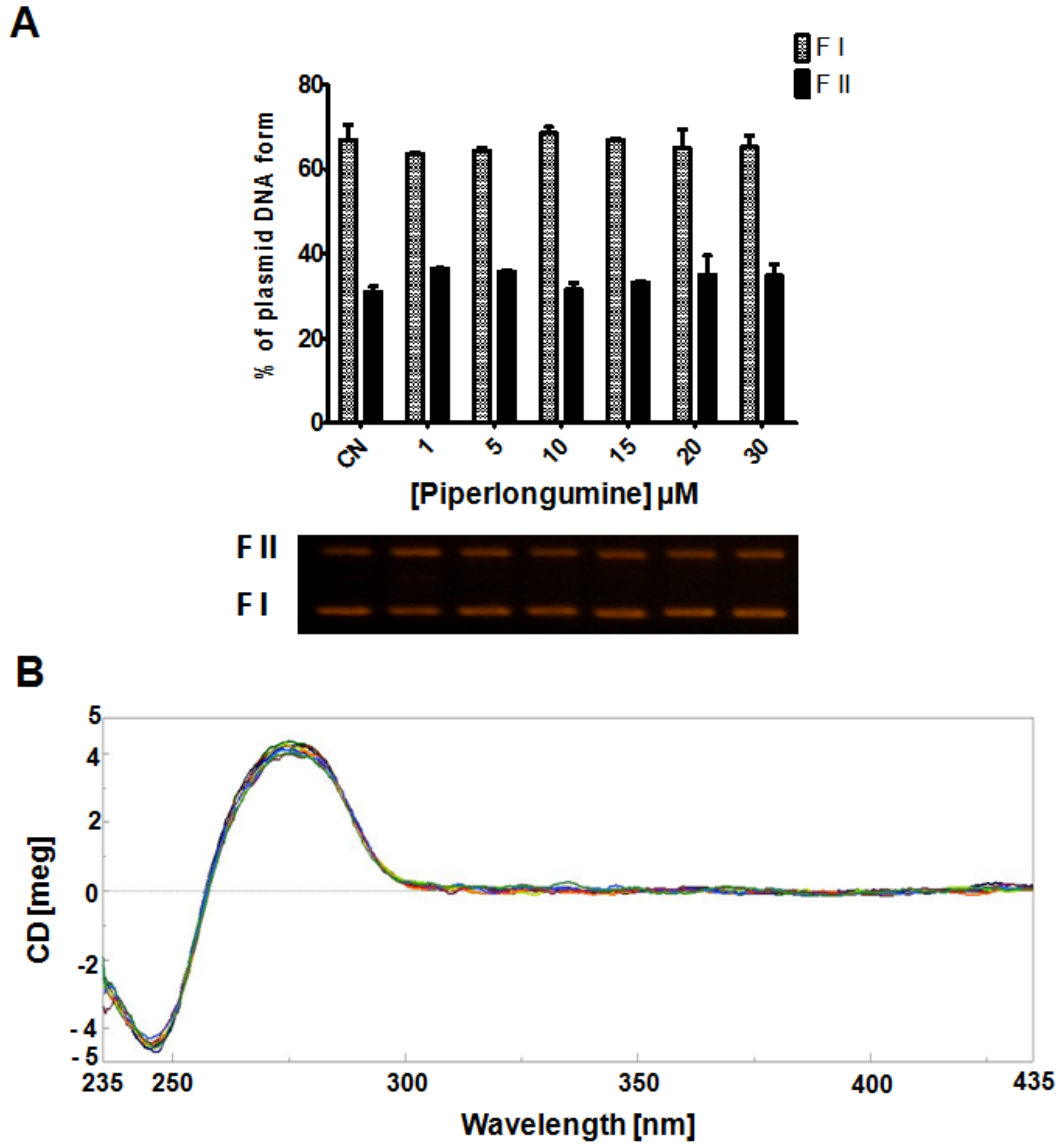 A
F I
F II
80
60
40
20
0
% of plasmid DNA form
CN 1 5 10 15 20 30
[Piperlongumine] µM
F II
F I
B
5
4
2
0
-2
- 4
- 5
CD [meg]
235 250 300 350 400 435
Wavelength [nm]